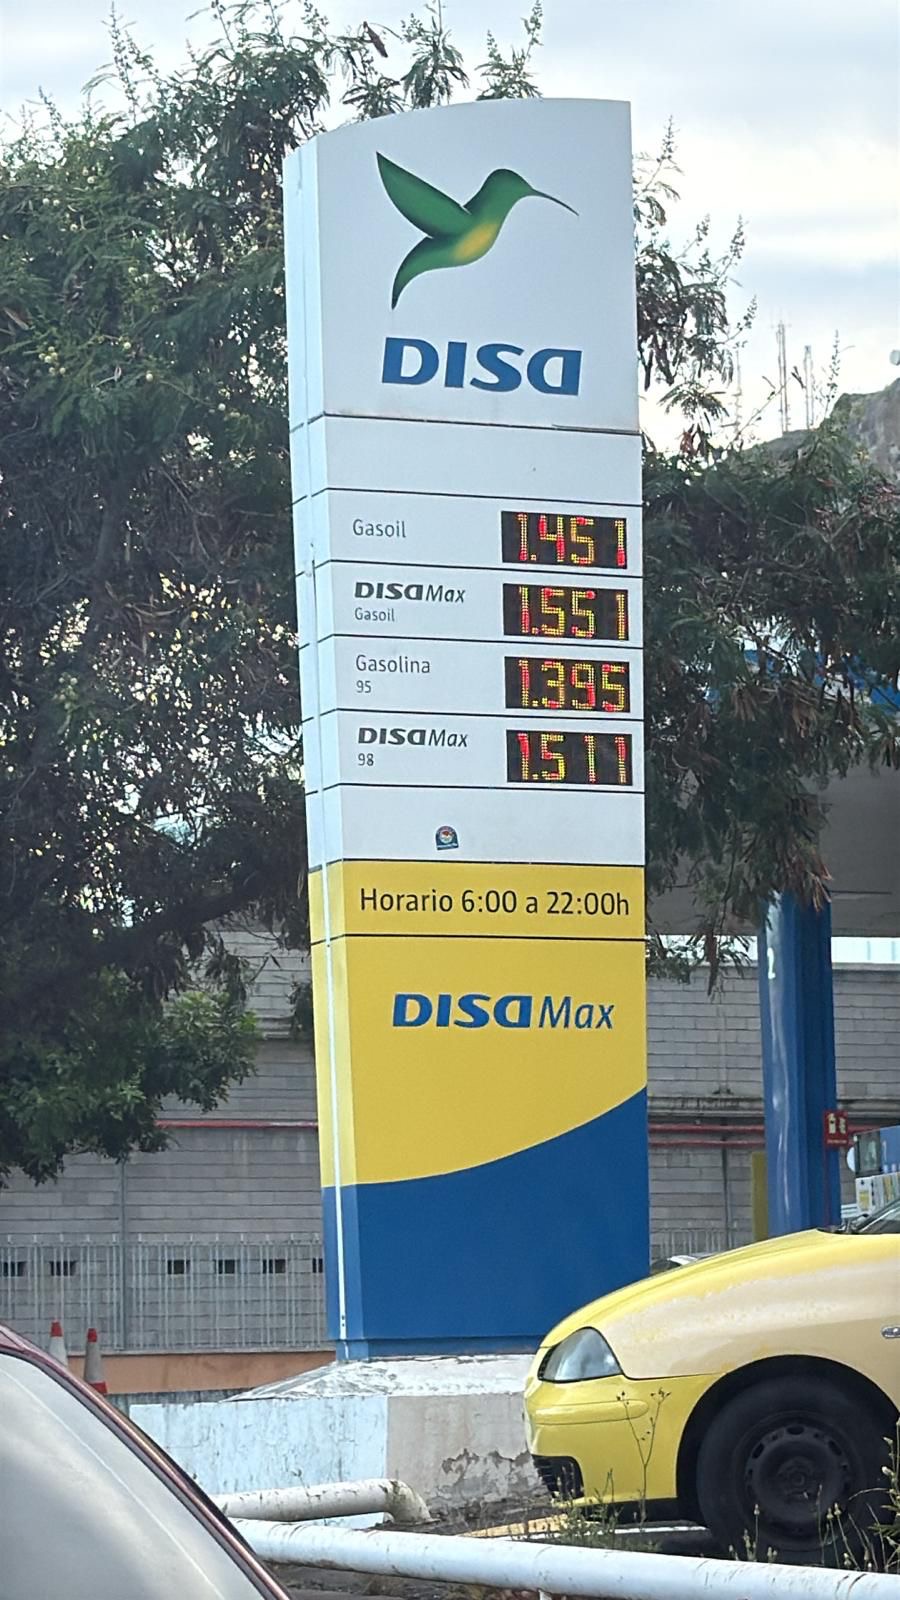 DISA
Gasoil 1.451
DISAMax
Gasoil
1.551
Gasolina
95
1.395
DISAMax
98
1.511
Horario 6:00 a 22:00h
DISAMax
2